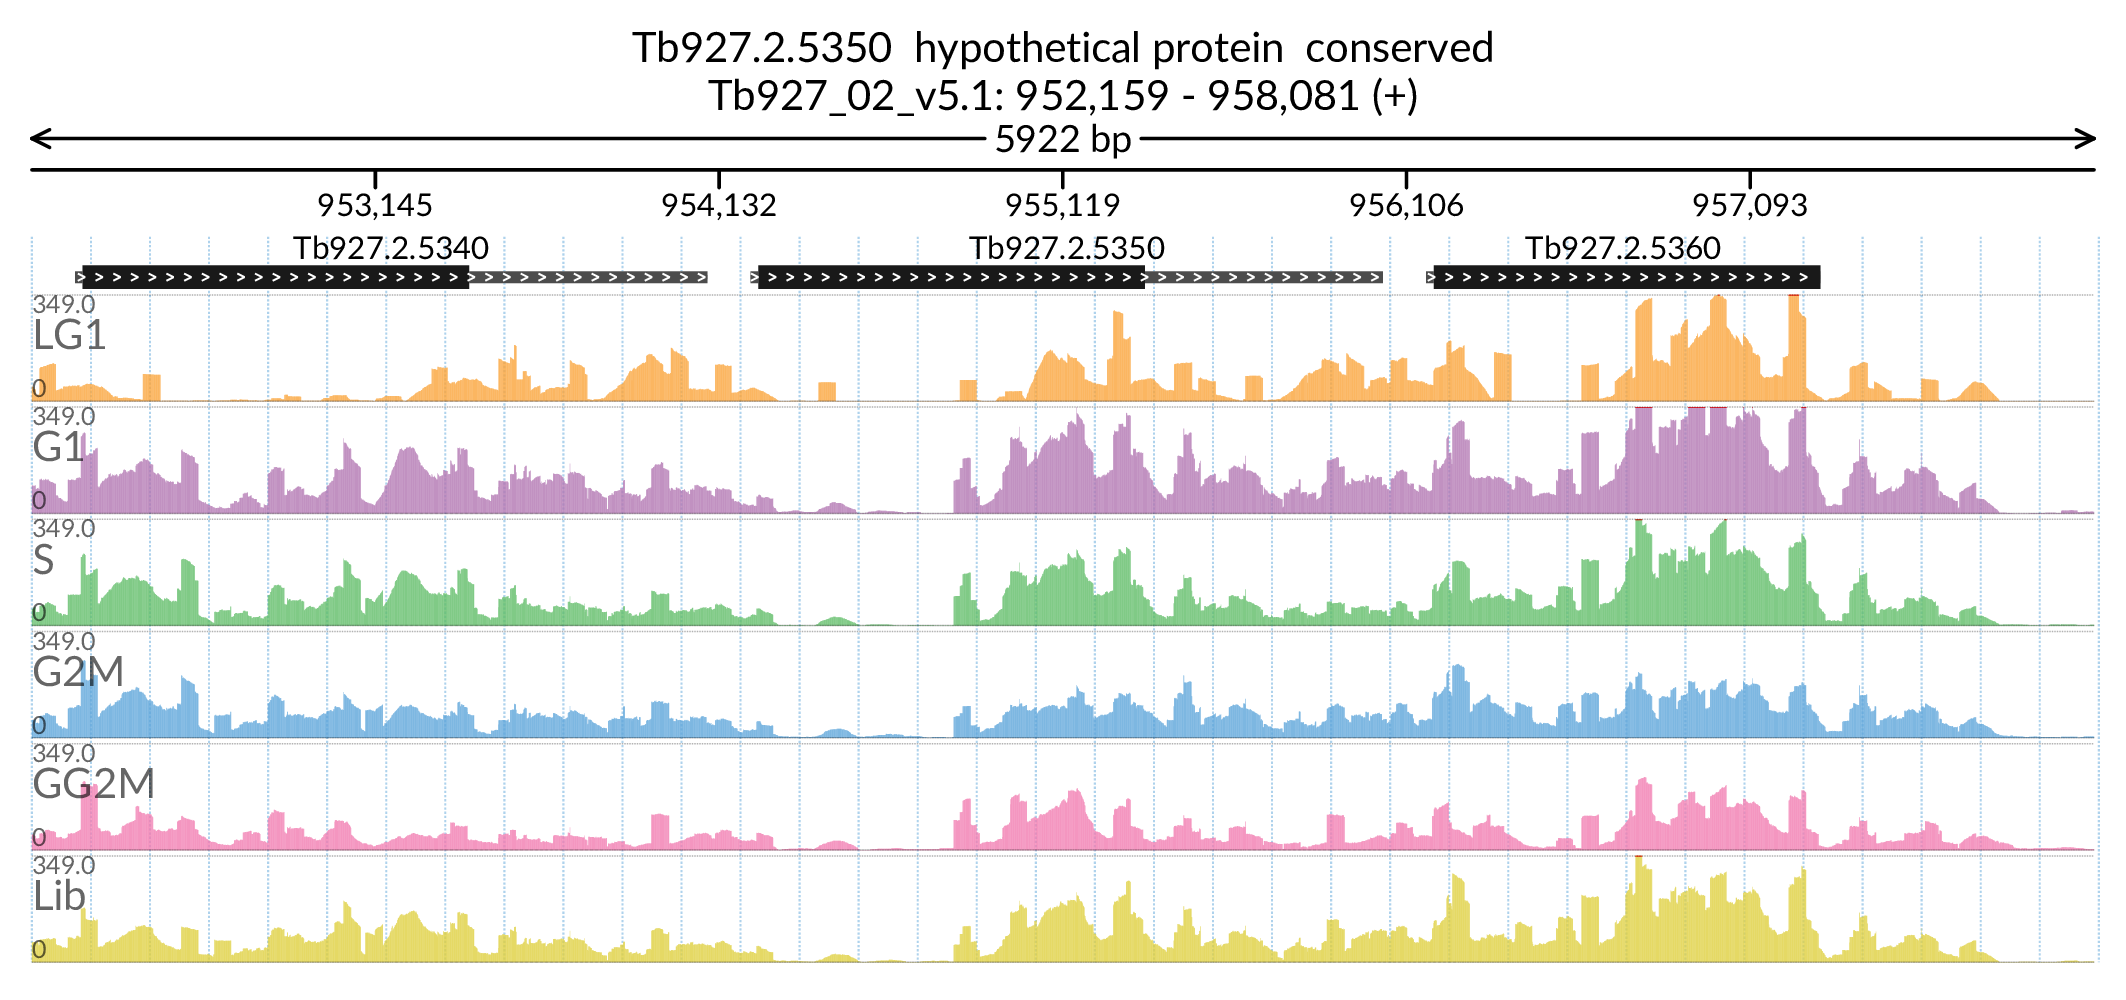 Tb927.2.5350 hypothetical protein conserved
Tb927_02_v5.1: 952,159 - 958,081 (+)
5922 bp
953,145 954,132 955,119 956,106 957,093
Tb927.2.5340 Tb927.2.5350 Tb927.2.5360
349.0
LG1
0
349.0
G1
0
349.0
S
0
349.0
G2M
0
349.0
GG2M
0
349.0
Lib
0